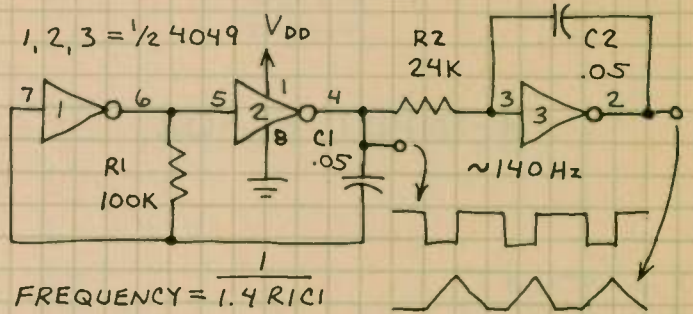 1, 2, 3 = 1/2 4049
VDD
R2
24K
C2
.05
7
1
6
5
2
1
4
8
3
3
2
R1
100K
C1
.05
~140 Hz
FREQUENCY = 1 / 1.4 R1C1